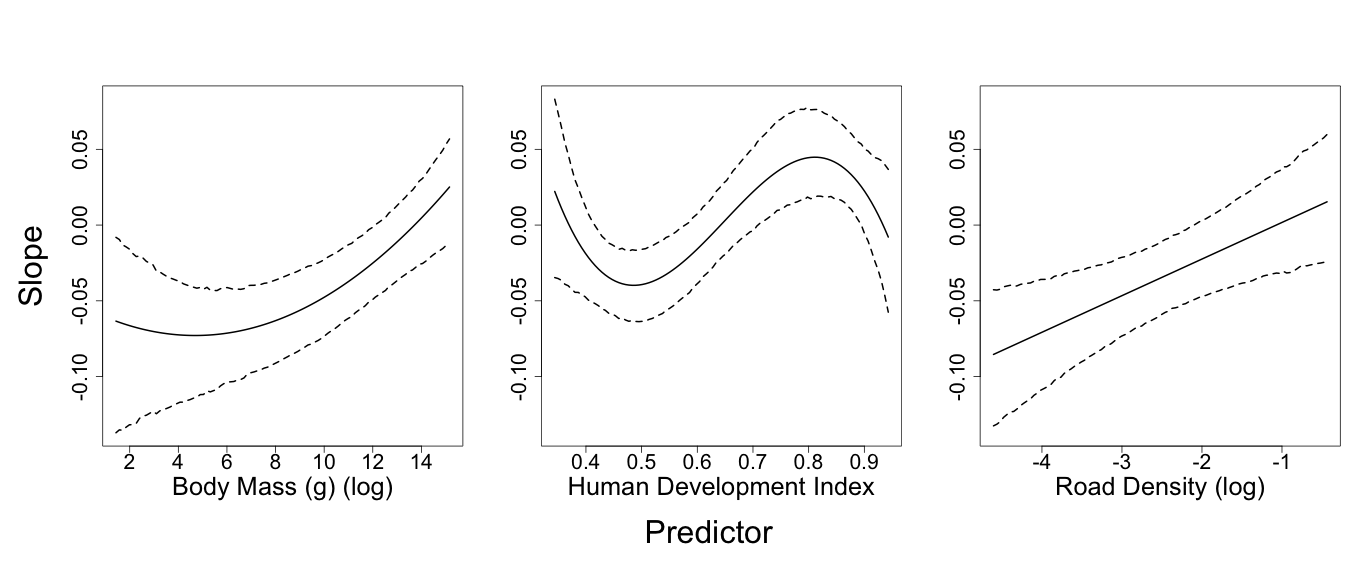 Slope
0.05
0.00
-0.05
-0.10
2 4 6 8 10 12 14
Body Mass (g) (log)
0.05
0.00
-0.05
-0.10
0.4 0.5 0.6 0.7 0.8 0.9
Human Development Index
0.05
0.00
-0.05
-0.10
-4 -3 -2 -1
Road Density (log)
Predictor